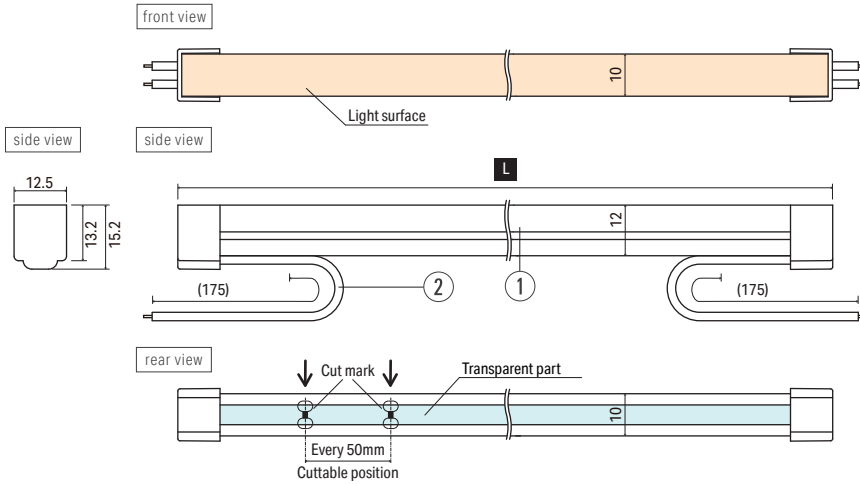 front view
10
Light surface
side view
side view
12.5
13.2
15.2
L
12
(175)
2
1
(175)
rear view
Cut mark
Transparent part
10
Every 50mm
Cuttable position